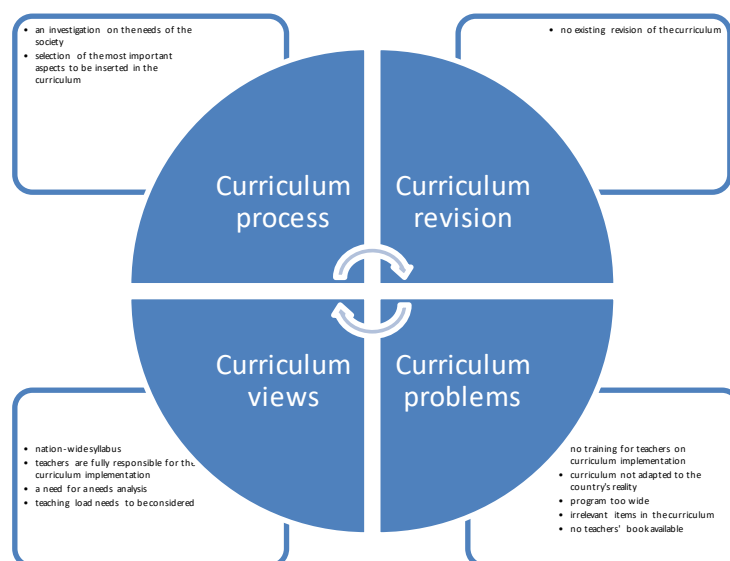 • an investigation on the needs of the
society
• selection of the most important
aspects to be inserted in the
curriculum
• no existing revision of the curriculum
Curriculum
process
Curriculum
revision
Curriculum
views
Curriculum
problems
• nation-wide syllabus
• teachers are fully responsible for the
curriculum implementation
• a need for a needs analysis
• teaching load needs to be considered
no training for teachers on
curriculum implementation
• curriculum not adapted to the
country's reality
• program too wide
• irrelevant items in the curriculum
• no teachers' book available